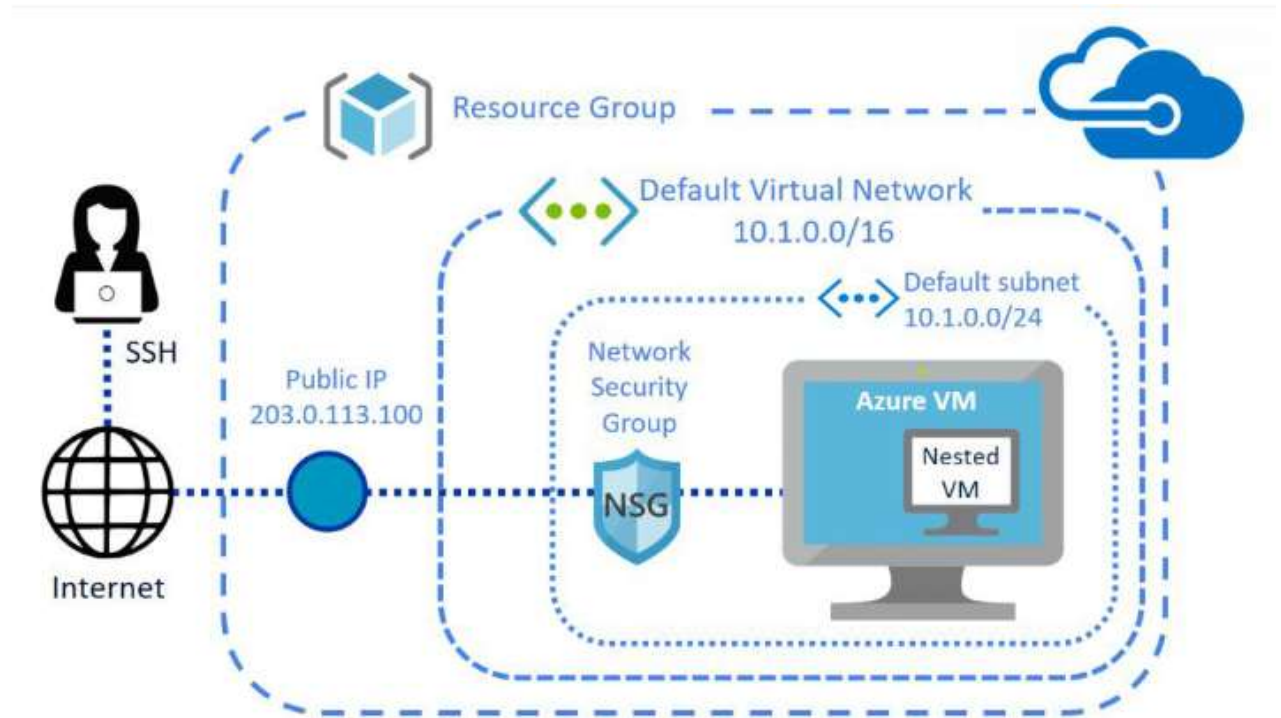 Resource Group
Default Virtual Network
10.1.0.0/16
Default subnet
10.1.0.0/24
SSH
Network
Security
Group
Public IP
203.0.113.100
Azure VM
Nested
VM
NSG
Internet